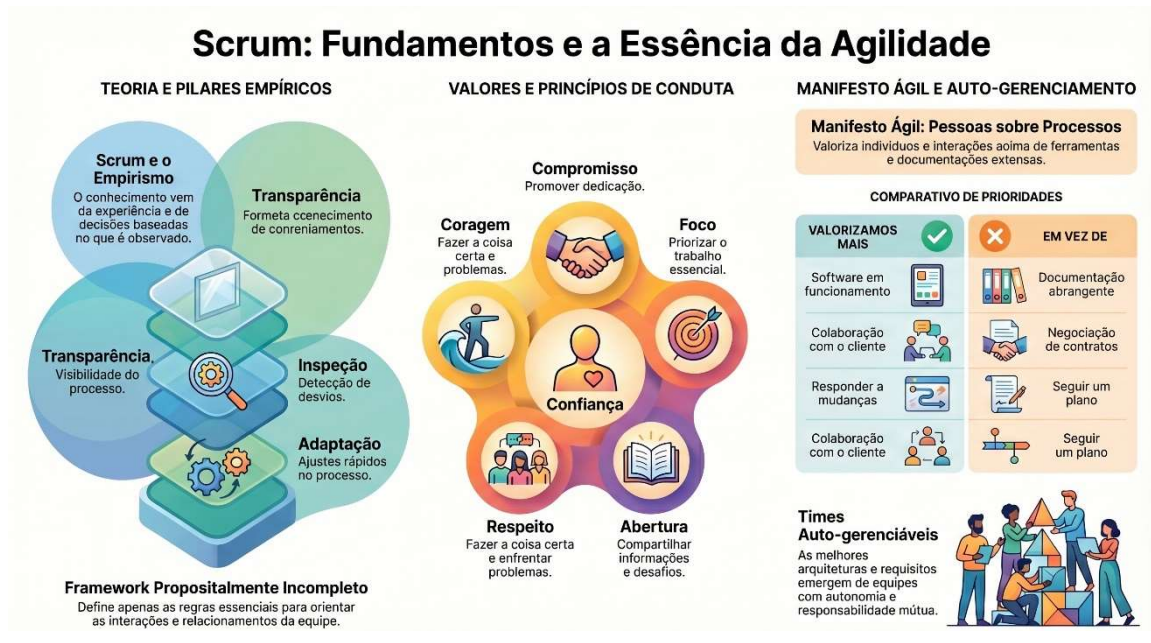 Scrum: Fundamentos e a Essência da Agilidade
TEORIA E PILARES EMPÍRICOS
Scrum e o
Empirismo
O conhecimento vem
da experiência e de
decisões baseadas
no que é observado.
Transparência
Formeta ccenecimento
de conreniamentos.
Transparência.
Visibilidade do
processo.
Inspeção
Detecção de
desvios.
Adaptação
Ajustes rápidos
no processo.
Framework Propositalmente Incompleto
Define apenas as regras essenciais para orientar
as interações e relacionamentos da equipe.
VALORES E PRINCÍPIOS DE CONDUTA
Compromisso
Promover dedicação.
Coragem
Fazer a coisa
certa e
problemas.
Foco
Priorizar o
trabalho
essencial.
Confiança
Respeito
Fazer a coisa certa
e enfrentar
problemas.
Abertura
Compartilhar
informações
e desafios.
MANIFESTO ÁGIL E AUTO-GERENCIAMENTO
Manifesto Ágil: Pessoas sobre Processos
Valoriza individuos e interações aoima de ferramentas
e documentações extensas.
COMPARATIVO DE PRIORIDADES
VALORIZAMOS
MAIS
EM VEZ DE
Software em
funcionamento
Documentação
abrangente
Colaboração
com o cliente
Negociação
de contratos
Responder a
mudanças
Seguir um
plano
Colaboração
com o cliente
Seguir
um plano
Times
Auto-gerenciáveis
As melhores
arquiteturas e requisitos
emergem de equipes
com autonomia e
responsabilidade mútua.